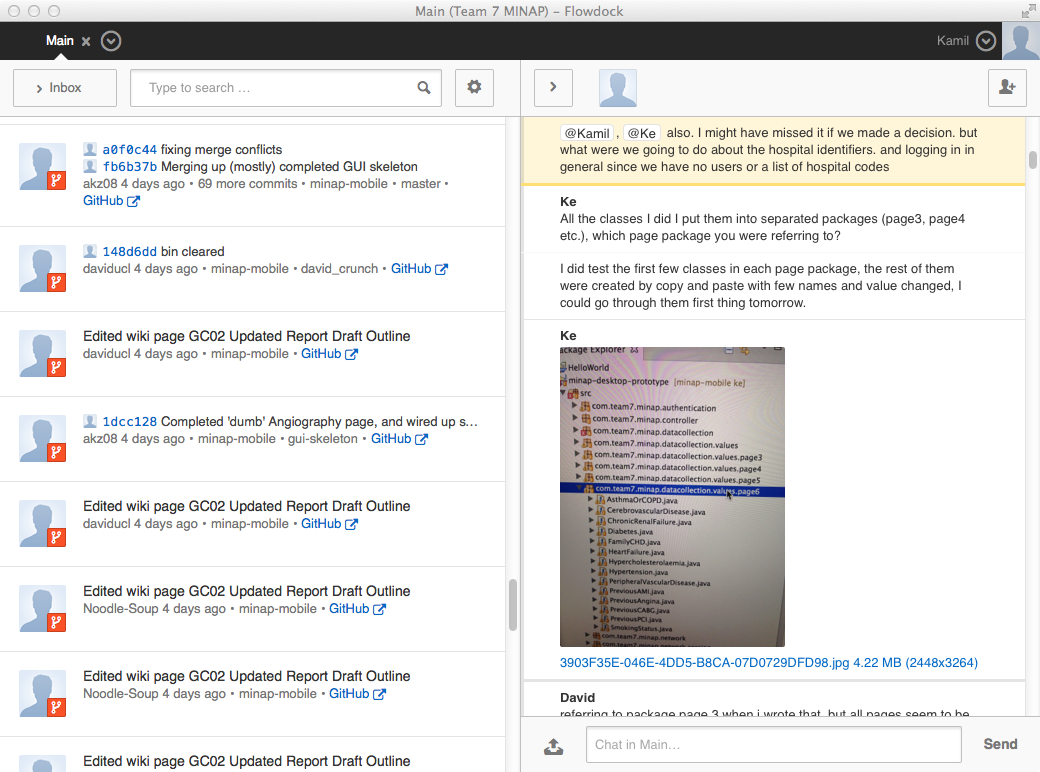 Main (Team 7 MINAP) – Flowdock
Main
Kamil
Inbox
Type to search …
a0f0c44 fixing merge conflicts
fb6b37b Merging up (mostly) completed GUI skeleton
akz08 4 days ago • 69 more commits • minap-mobile • master •
GitHub
148d6dd bin cleared
daviducl 4 days ago • minap-mobile • david_crunch • GitHub
Edited wiki page GC02 Updated Report Draft Outline
daviducl 4 days ago • minap-mobile • GitHub
1dcc128 Completed 'dumb' Angiography page, and wired up s…
akz08 4 days ago • minap-mobile • gui-skeleton • GitHub
Edited wiki page GC02 Updated Report Draft Outline
daviducl 4 days ago • minap-mobile • GitHub
Edited wiki page GC02 Updated Report Draft Outline
Noodle-Soup 4 days ago • minap-mobile • GitHub
Edited wiki page GC02 Updated Report Draft Outline
Noodle-Soup 4 days ago • minap-mobile • GitHub
Edited wiki page GC02 Updated Report Draft Outline
@Kamil , @Ke also. I might have missed it if we made a decision. but
what were we going to do about the hospital identifiers. and logging in in
general since we have no users or a list of hospital codes
Ke
All the classes I did I put them into separated packages (page3, page4
etc.), which page package you were referring to?
I did test the first few classes in each page package, the rest of them
were created by copy and paste with few names and value changed, I
could go through them first thing tomorrow.
Ke
ackage Explorer
HelloWorld
minap-desktop-prototype [minap-mobile ke]
src
com.team7.minap.authentication
com.team7.minap.controller
com.team7.minap.datacollection
com.team7.minap.datacollection.values
com.team7.minap.datacollection.values.page3
com.team7.minap.datacollection.values.page4
com.team7.minap.datacollection.values.page5
com.team7.minap.datacollection.values.page6
AsthmaOrCOPD.java
CerebrovascularDisease.java
ChronicRenalFailure.java
Diabetes.java
FamilyCHD.java
HeartFailure.java
Hypercholesterolaemia.java
Hypertension.java
PeripheralVascularDisease.java
PreviousAMI.java
PreviousAngina.java
PreviousCABG.java
PreviousPCI.java
SmokingStatus.java
com.team7.minap.network
3903F35E-046E-4DD5-B8CA-07D0729DFD98.jpg 4.22 MB (2448x3264)
David
referring to package page 3 when i wrote that, but all pages seem to be
Chat in Main…
Send